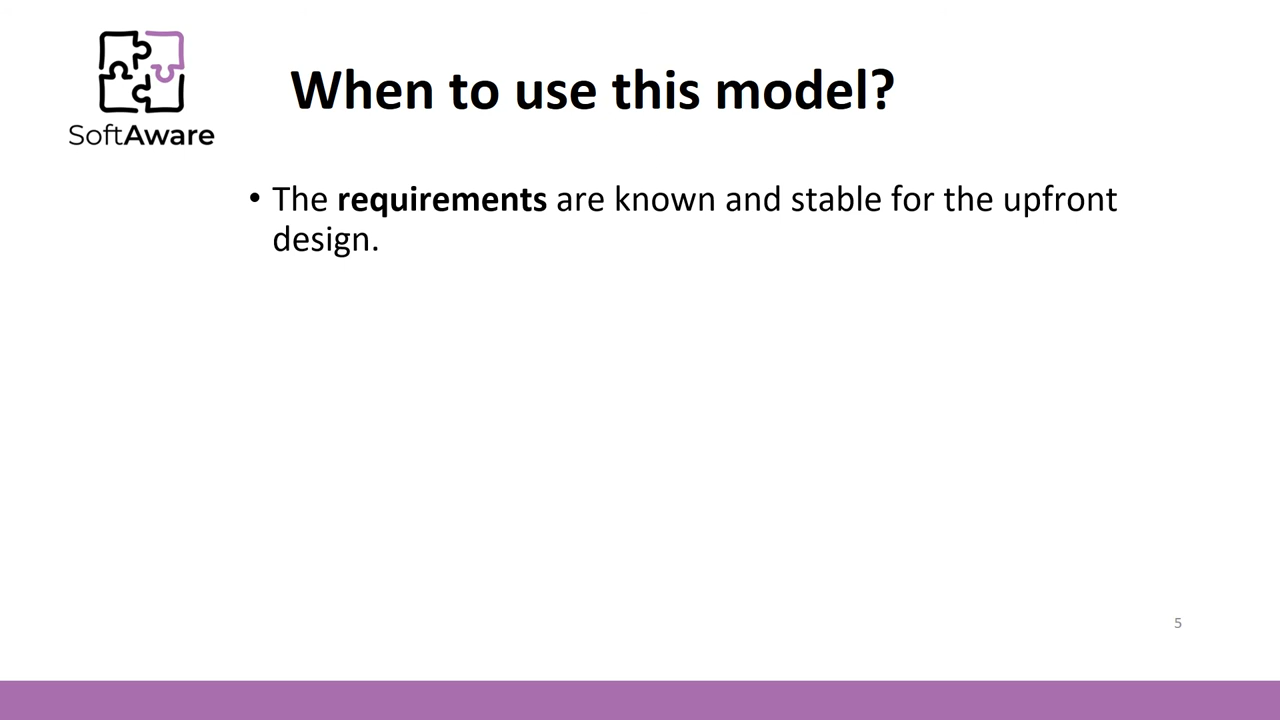 SoftAware
When to use this model?
• The requirements are known and stable for the upfront
design.
5